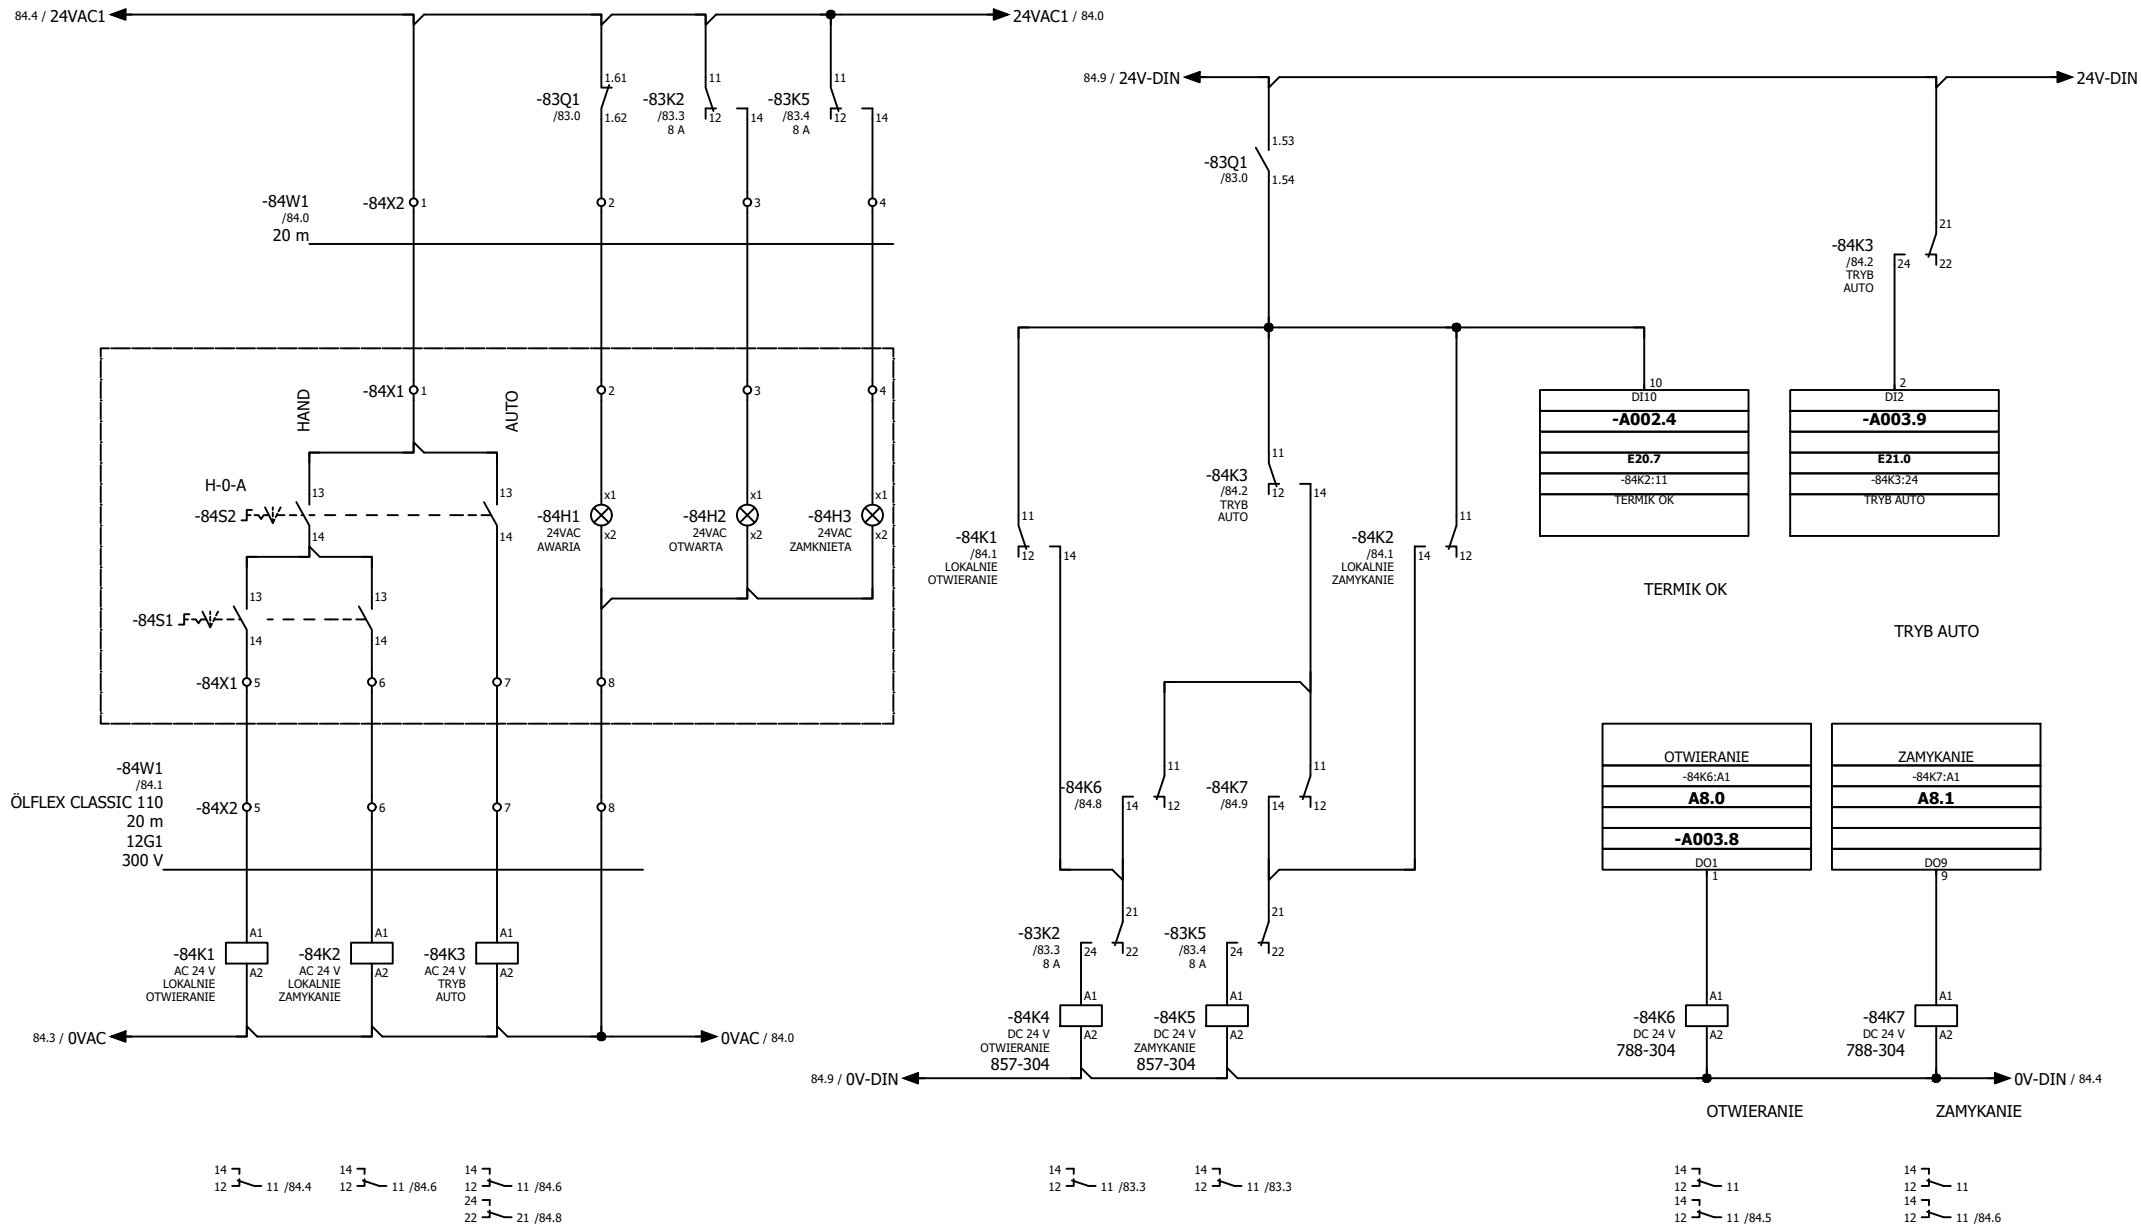 84.4 / 24VAC1
24VAC1 / 84.0
84.9 / 24V-DIN
24V-DIN
-83Q1
/83.0
1.61
1.62
-83K2
/83.3
8 A
11
12
14
-83K5
/83.4
8 A
11
12
14
-83Q1
/83.0
1.53
1.54
-84W1
/84.0
20 m
-84X2
1
2
3
4
-84K3
/84.2
TRYB
AUTO
21
24
22
HAND
AUTO
-84X1
1
2
3
4
10
DI10
-A002.4
E20.7
-84K2:11
TERMIK OK
2
DI2
-A003.9
E21.0
-84K3:24
TRYB AUTO
H-0-A
-84S2
13
14
13
14
-84H1
24VAC
AWARIA
x1
x2
-84H2
24VAC
OTWARTA
x1
x2
-84H3
24VAC
ZAMKNIETA
x1
x2
-84K1
/84.1
LOKALNIE
OTWIERANIE
11
12
14
-84K3
/84.2
TRYB
AUTO
11
12
14
-84K2
/84.1
LOKALNIE
ZAMYKANIE
11
14
12
TERMIK OK
TRYB AUTO
-84S1
13
14
13
14
-84X1
5
6
7
8
-84W1
/84.1
ÖLFLEX CLASSIC 110
20 m
12G1
300 V
-84X2
5
6
7
8
-84K6
/84.8
11
14
12
-84K7
/84.9
11
14
12
OTWIERANIE
-84K6:A1
A8.0
-A003.8
DO1
1
ZAMYKANIE
-84K7:A1
A8.1
DO9
9
-83K2
/83.3
8 A
21
24
22
-83K5
/83.4
8 A
21
24
22
-84K1
AC 24 V
LOKALNIE
OTWIERANIE
A1
A2
-84K2
AC 24 V
LOKALNIE
ZAMYKANIE
A1
A2
-84K3
AC 24 V
TRYB
AUTO
A1
A2
-84K4
DC 24 V
OTWIERANIE
857-304
A1
A2
-84K5
DC 24 V
ZAMYKANIE
857-304
A1
A2
-84K6
DC 24 V
788-304
A1
A2
-84K7
DC 24 V
788-304
A1
A2
84.3 / 0VAC
0VAC / 84.0
84.9 / 0V-DIN
0V-DIN / 84.4
OTWIERANIE
ZAMYKANIE
14
12
11 /84.4
14
12
11 /84.6
14
12
11 /84.6
24
22
21 /84.8
14
12
11 /83.3
14
12
11 /83.3
14
12
11
14
12
11 /84.5
14
12
11
14
12
11 /84.6